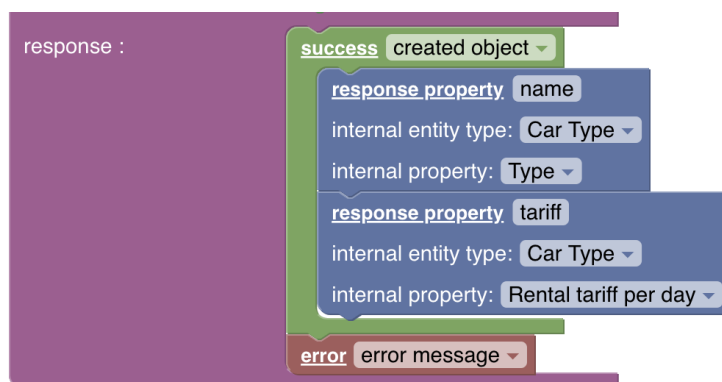 response :
success created object
response property name
internal entity type: Car Type
internal property: Type
response property tariff
internal entity type: Car Type
internal property: Rental tariff per day
error error message